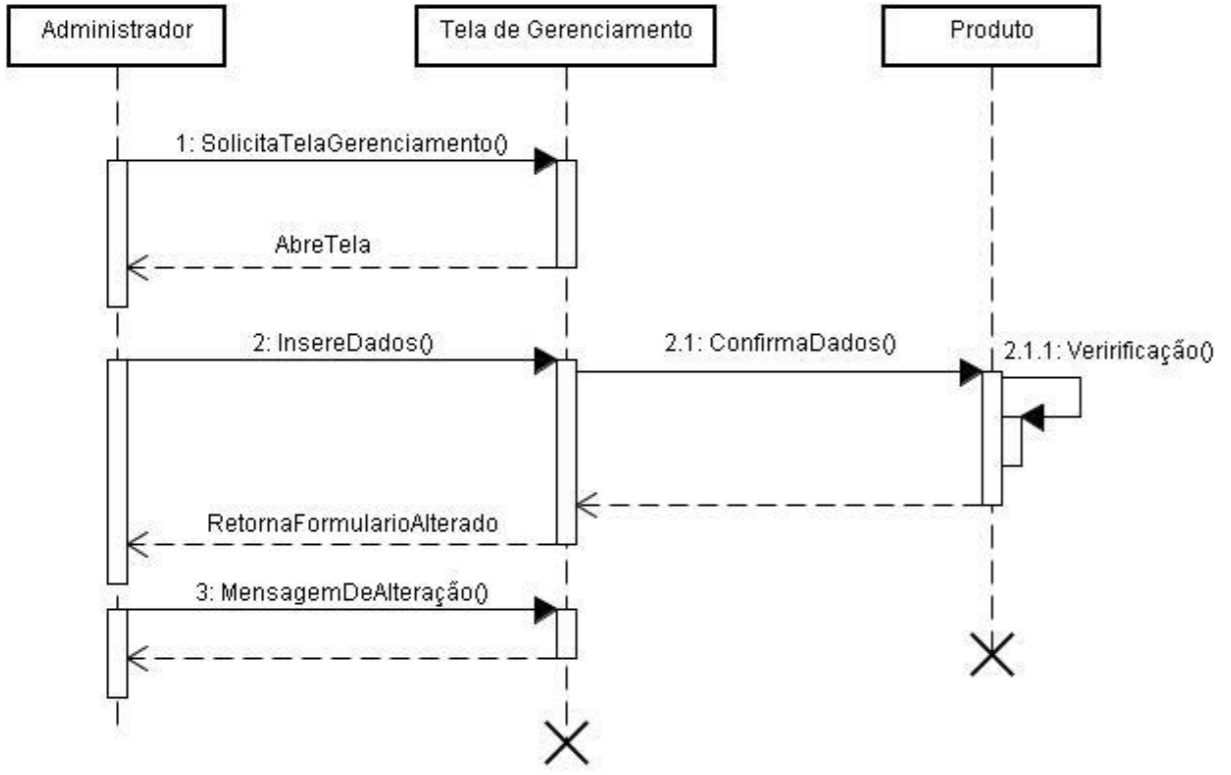 Administrador
Tela de Gerenciamento
Produto
1: SolicitaTelaGerenciamento()
AbreTela
2: InsereDados()
2.1: ConfirmaDados()
2.1.1: Veririficação()
RetornaFormularioAlterado
3: MensagemDeAlteração()